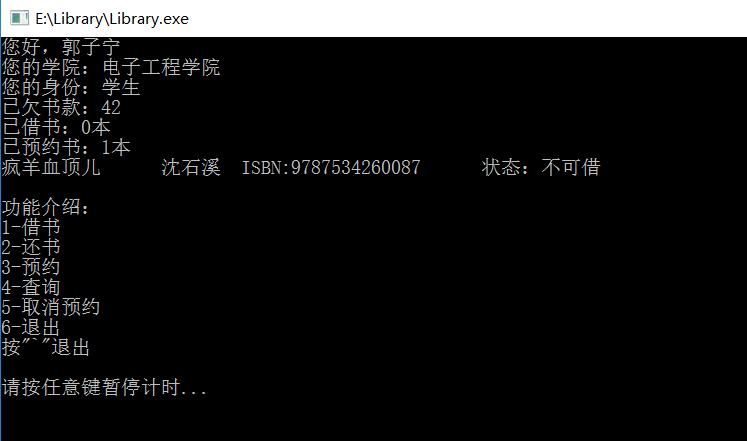 E:\Library\Library.exe
您好，郭子宁
您的学院：电子工程学院
您的身份：学生
已欠书款：42
已借书：0本
已预约书：1本
疯羊血顶儿 沈石溪 ISBN:9787534260087 状态：不可借
功能介绍：
1-借书
2-还书
3-预约
4-查询
5-取消预约
6-退出
按"`"退出
请按任意键暂停计时...